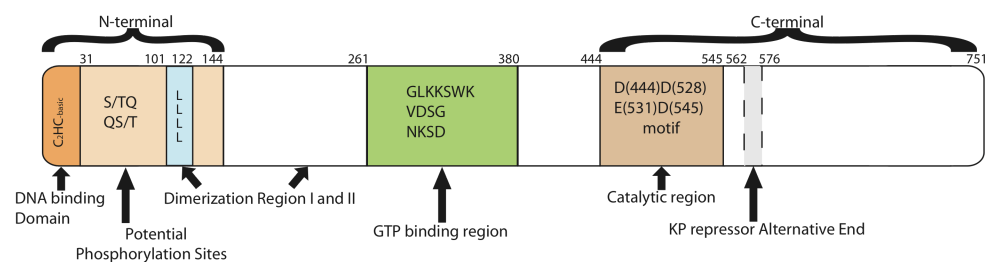 N-terminal
C-terminal
31 101 122 144 261 380 444 545 562 576 751
C2HC-basic
S/TQ
QS/T
L
L
L
L
GLKKSWK
VDSG
NKSD
D(444)D(528)
E(531)D(545)
motif
DNA binding
Domain
Potential
Phosphorylation Sites
Dimerization Region I and II
GTP binding region
Catalytic region
KP repressor Alternative End